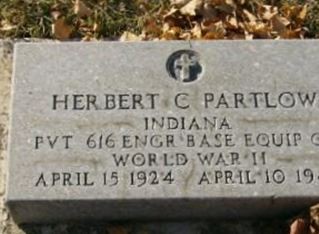 HERBERT C PARTLOW
INDIANA
PVT 616 ENGR BASE EQUIP
WORLD WAR II
APRIL 15 1924 APRIL 10